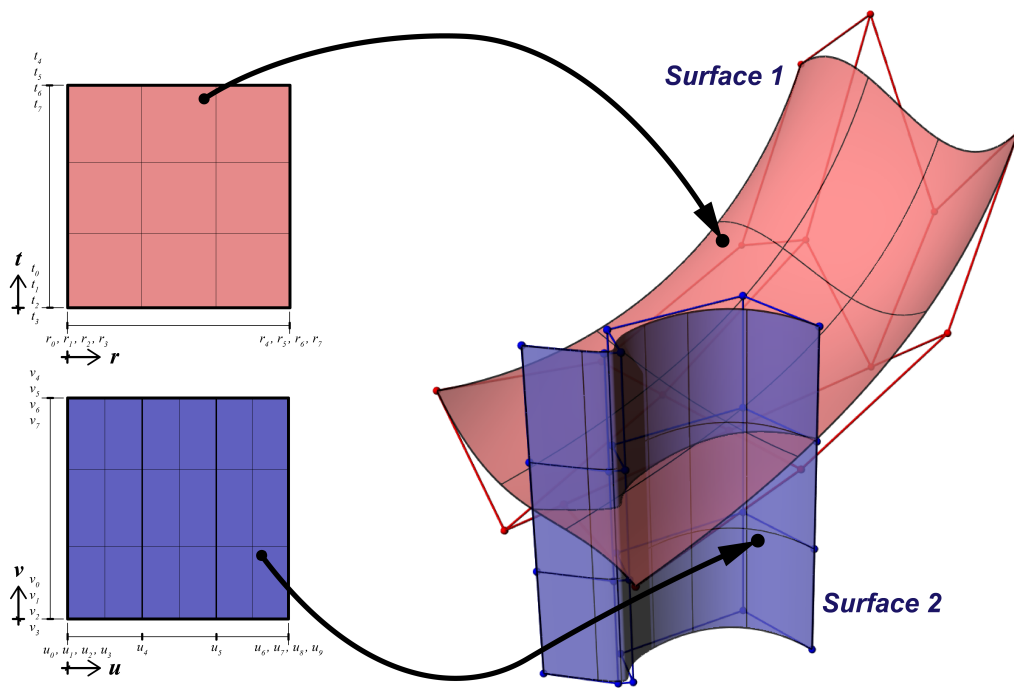 Surface 1
t4
t5
t6
t7
t
t0
t1
t2
t3
r0, r1, r2, r3
r4, r5, r6, r7
r
v4
v5
v6
v7
v
v0
v1
v2
v3
u0, u1, u2, u3
u4
u5
u6, u7, u8, u9
u
Surface 2